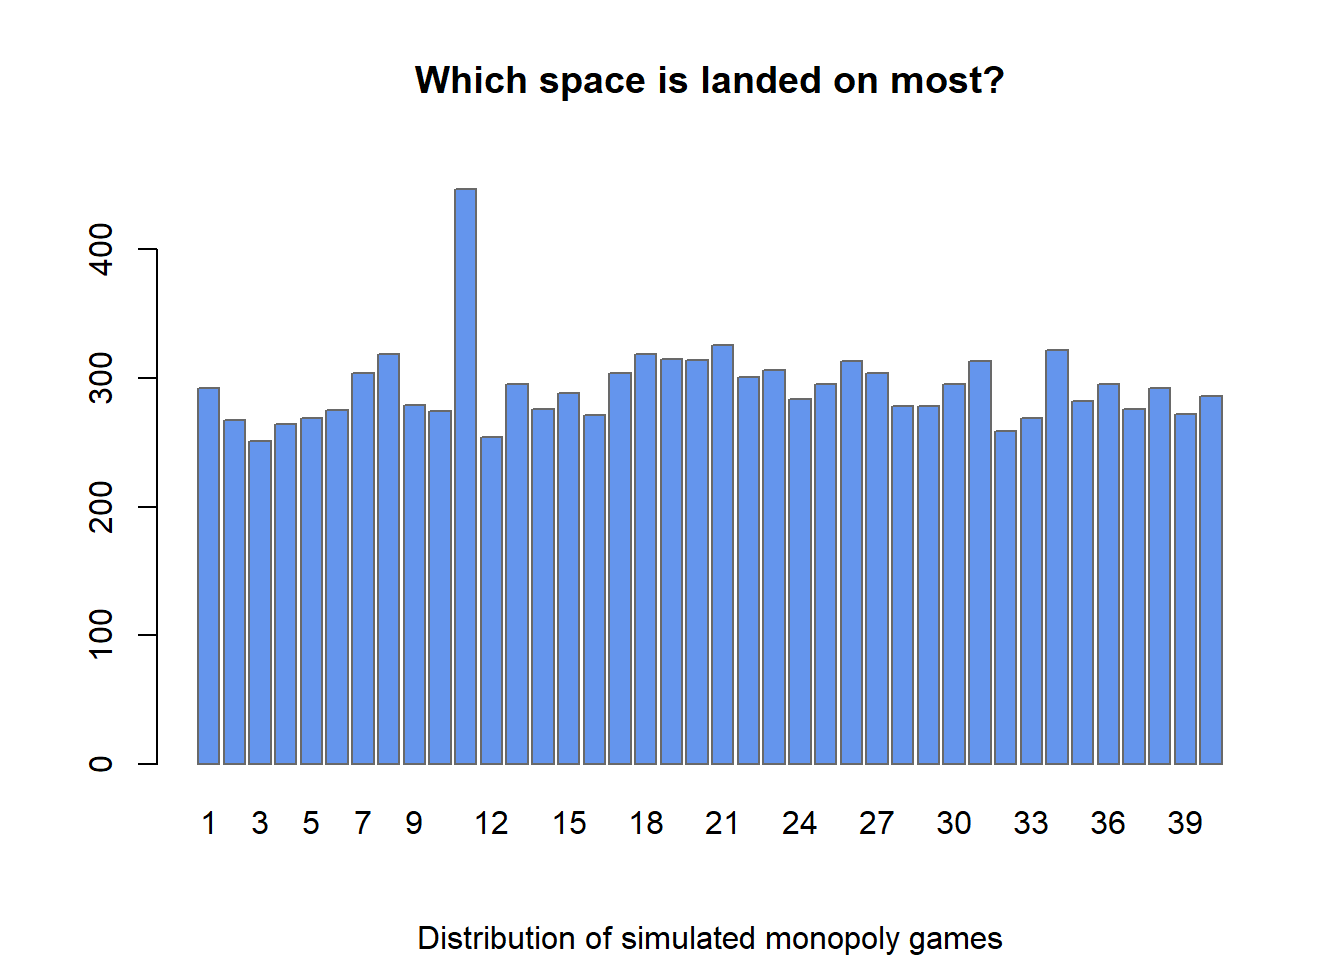 Which space is landed on most?
400
300
200
100
0
1 3 5 7 9 12 15 18 21 24 27 30 33 36 39
Distribution of simulated monopoly games